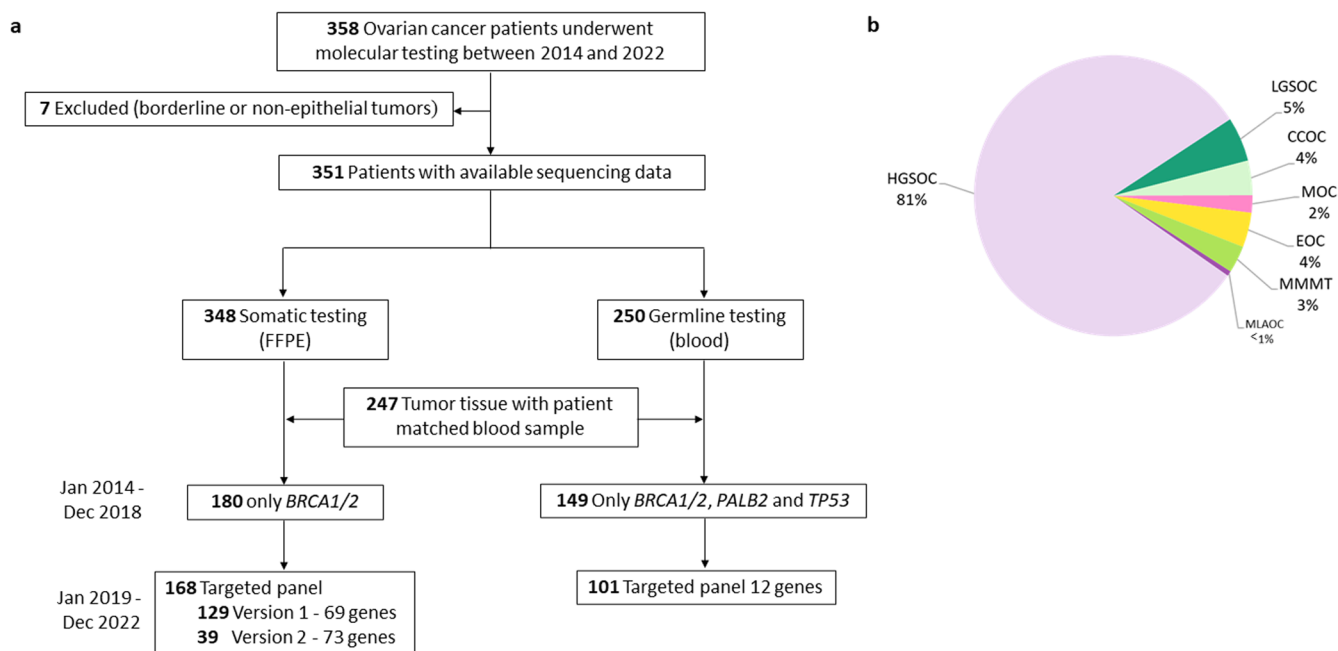 a
358 Ovarian cancer patients underwent
molecular testing between 2014 and 2022
7 Excluded (borderline or non-epithelial tumors)
351 Patients with available sequencing data
348 Somatic testing
(FFPE)
250 Germline testing
(blood)
247 Tumor tissue with patient
matched blood sample
Jan 2014 -
Dec 2018
180 only BRCA1/2
149 Only BRCA1/2, PALB2 and TP53
Jan 2019 -
Dec 2022
168 Targeted panel
129 Version 1 - 69 genes
39 Version 2 - 73 genes
101 Targeted panel 12 genes
b
HGSOC
81%
LGSOC
5%
CCOC
4%
MOC
2%
EOC
4%
MMMT
3%
MLAOC
<1%